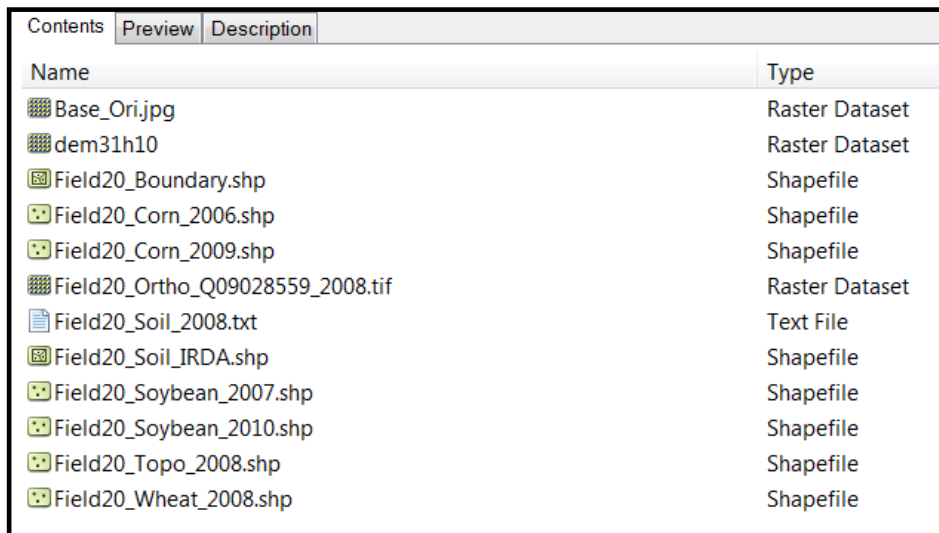 Contents Preview Description
Name Type
Base_Ori.jpg Raster Dataset
dem31h10 Raster Dataset
Field20_Boundary.shp Shapefile
Field20_Corn_2006.shp Shapefile
Field20_Corn_2009.shp Shapefile
Field20_Ortho_Q09028559_2008.tif Raster Dataset
Field20_Soil_2008.txt Text File
Field20_Soil_IRDA.shp Shapefile
Field20_Soybean_2007.shp Shapefile
Field20_Soybean_2010.shp Shapefile
Field20_Topo_2008.shp Shapefile
Field20_Wheat_2008.shp Shapefile